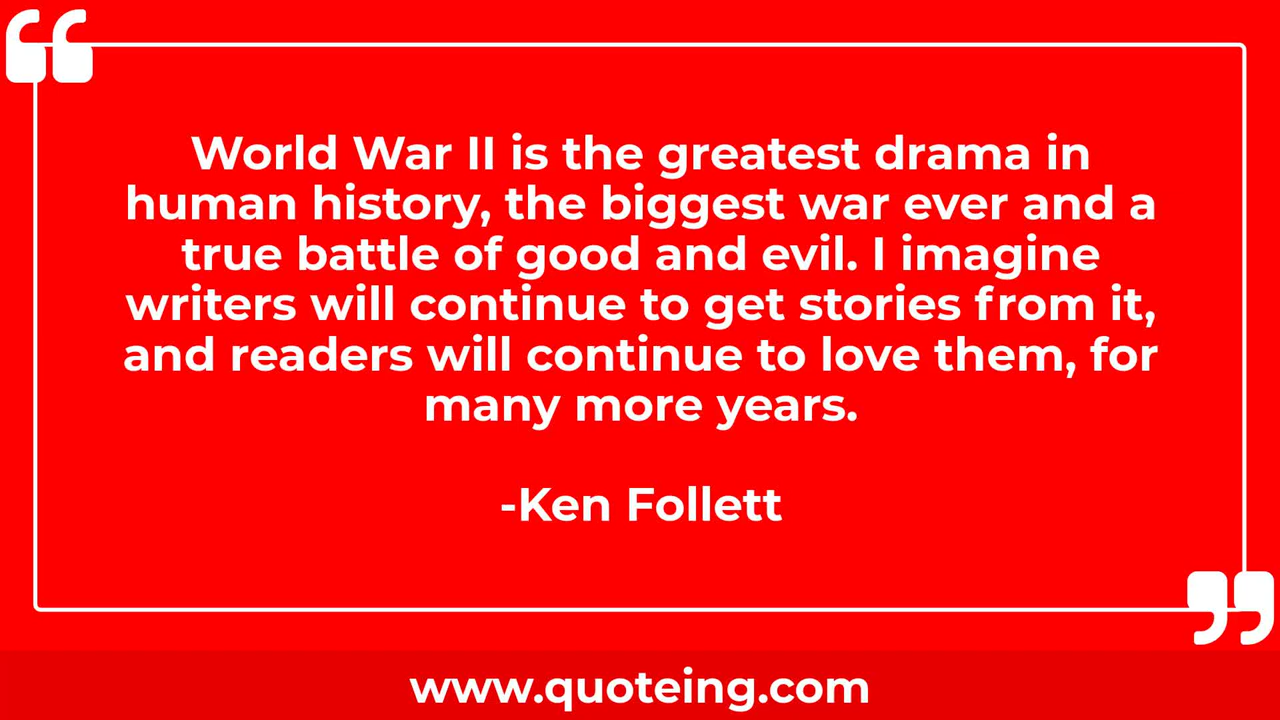 World War II is the greatest drama in
human history, the biggest war ever and a
true battle of good and evil. I imagine
writers will continue to get stories from it,
and readers will continue to love them, for
many more years.
-Ken Follett
www.quoteing.com